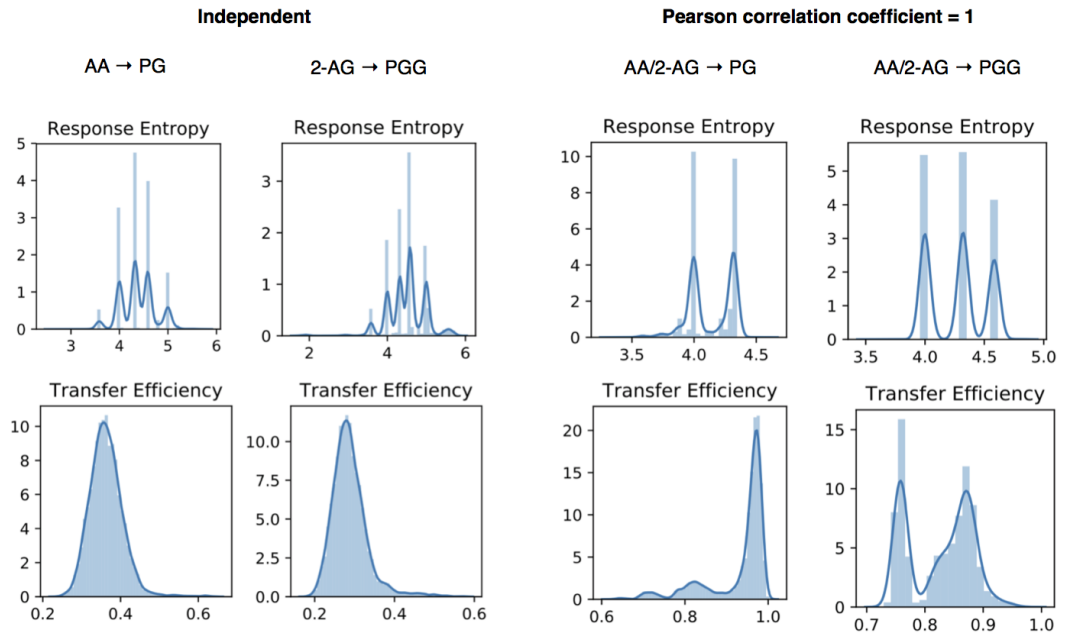 Independent
Pearson correlation coefficient = 1
AA → PG
2-AG → PGG
AA/2-AG → PG
AA/2-AG → PGG
Response Entropy
Response Entropy
Response Entropy
Response Entropy
5
4
3
2
1
0
3 4 5 6
3
2
1
0
2 4 6
10
8
6
4
2
0
3.5 4.0 4.5
5
4
3
2
1
0
3.5 4.0 4.5 5.0
Transfer Efficiency
Transfer Efficiency
Transfer Efficiency
Transfer Efficiency
10
8
6
4
2
0
0.2 0.4 0.6
10.0
7.5
5.0
2.5
0.0
0.2 0.4 0.6
20
15
10
5
0
0.6 0.8 1.0
15
10
5
0
0.7 0.8 0.9 1.0